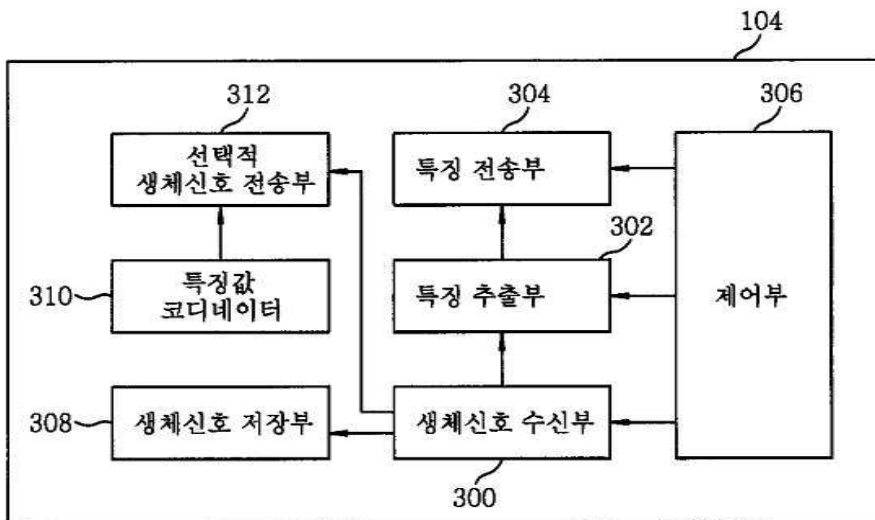 104
312
304
306
선택적
생체신호 전송부
특징 전송부
302
310
특징값
코디네이터
특징 추출부
제어부
308
생체신호 저장부
생체신호 수신부
300